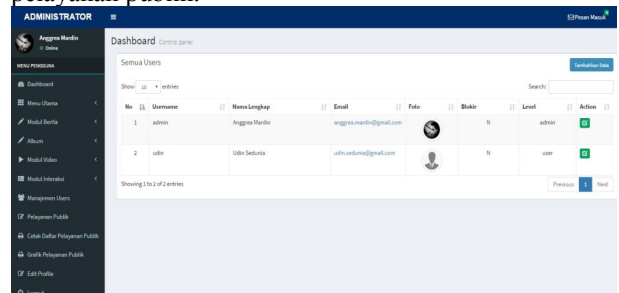 pelayanan publik.
ADMINISTRATOR
Pesan Masuk
Anggrea Mardin
Online
MENU PENGGUNA
Dashboard
Menu Utama
Modul Berita
Album
Modul Video
Modul Interaksi
Manajemen Users
Pelayanan Publik
Cetak Daftar Pelayanan Publik
Grafik Pelayanan Publik
Edit Profile
Logout
Dashboard Control panel
Semua Users
Tambahkan Data
Show 10 entries
Search:
No Username Nama Lengkap Email Foto Blokir Level Action
1 admin Anggrea Mardin anggrea.mardin@gmail.com N admin
2 udin Udin Sedunia udin.sedunia@gmail.com N user
Showing 1 to 2 of 2 entries
Previous 1 Next